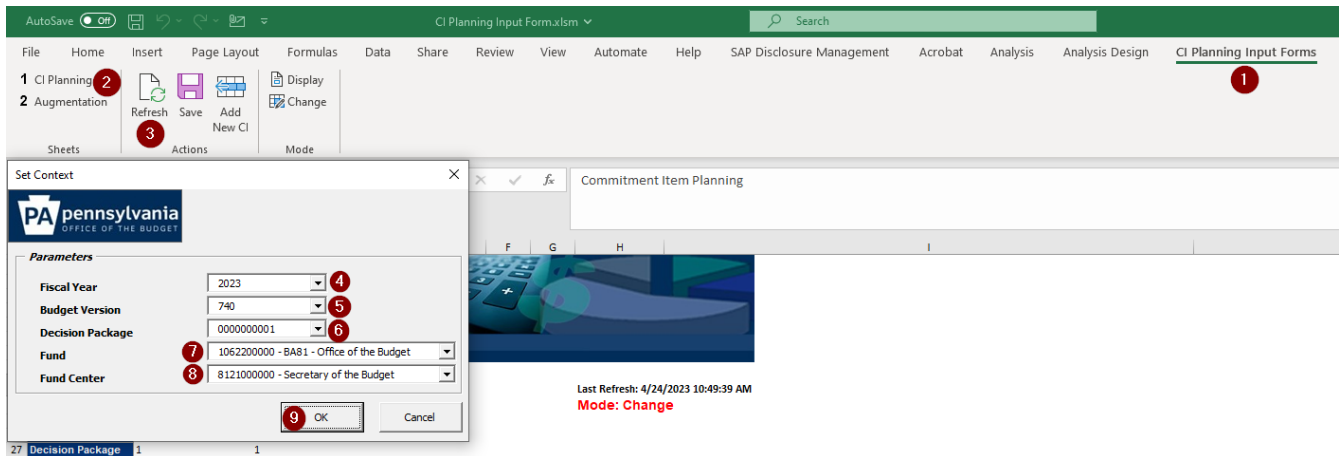 AutoSave Off CI Planning Input Form.xlsm Search
File Home Insert Page Layout Formulas Data Share Review View Automate Help SAP Disclosure Management Acrobat Analysis Analysis Design CI Planning Input Forms
1
1 CI Planning 2
2 Augmentation
Refresh Save Add
New CI
3
Display
Change
Sheets Actions Mode
Set Context
fx Commitment Item Planning
PA pennsylvania
OFFICE OF THE BUDGET
F G H I
Parameters
Fiscal Year 2023 4
Budget Version 740 5
Decision Package 0000000001 6
Fund 7 1062200000 - BA81 - Office of the Budget
Fund Center 8 8121000000 - Secretary of the Budget
9 OK Cancel
Last Refresh: 4/24/2023 10:49:39 AM
Mode: Change
27 Decision Package 1 1